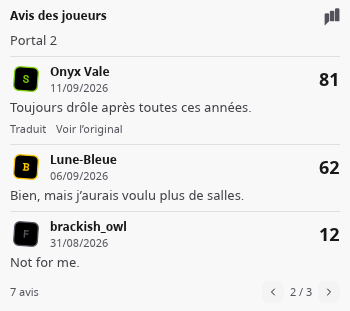 Avis des joueurs
Portal 2
S
Onyx Vale
11/09/2026
81
Toujours drôle après toutes ces années.
Traduit Voir l’original
B
Lune-Bleue
06/09/2026
62
Bien, mais j’aurais voulu plus de salles.
F
brackish_owl
31/08/2026
12
Not for me.
7 avis
2 / 3